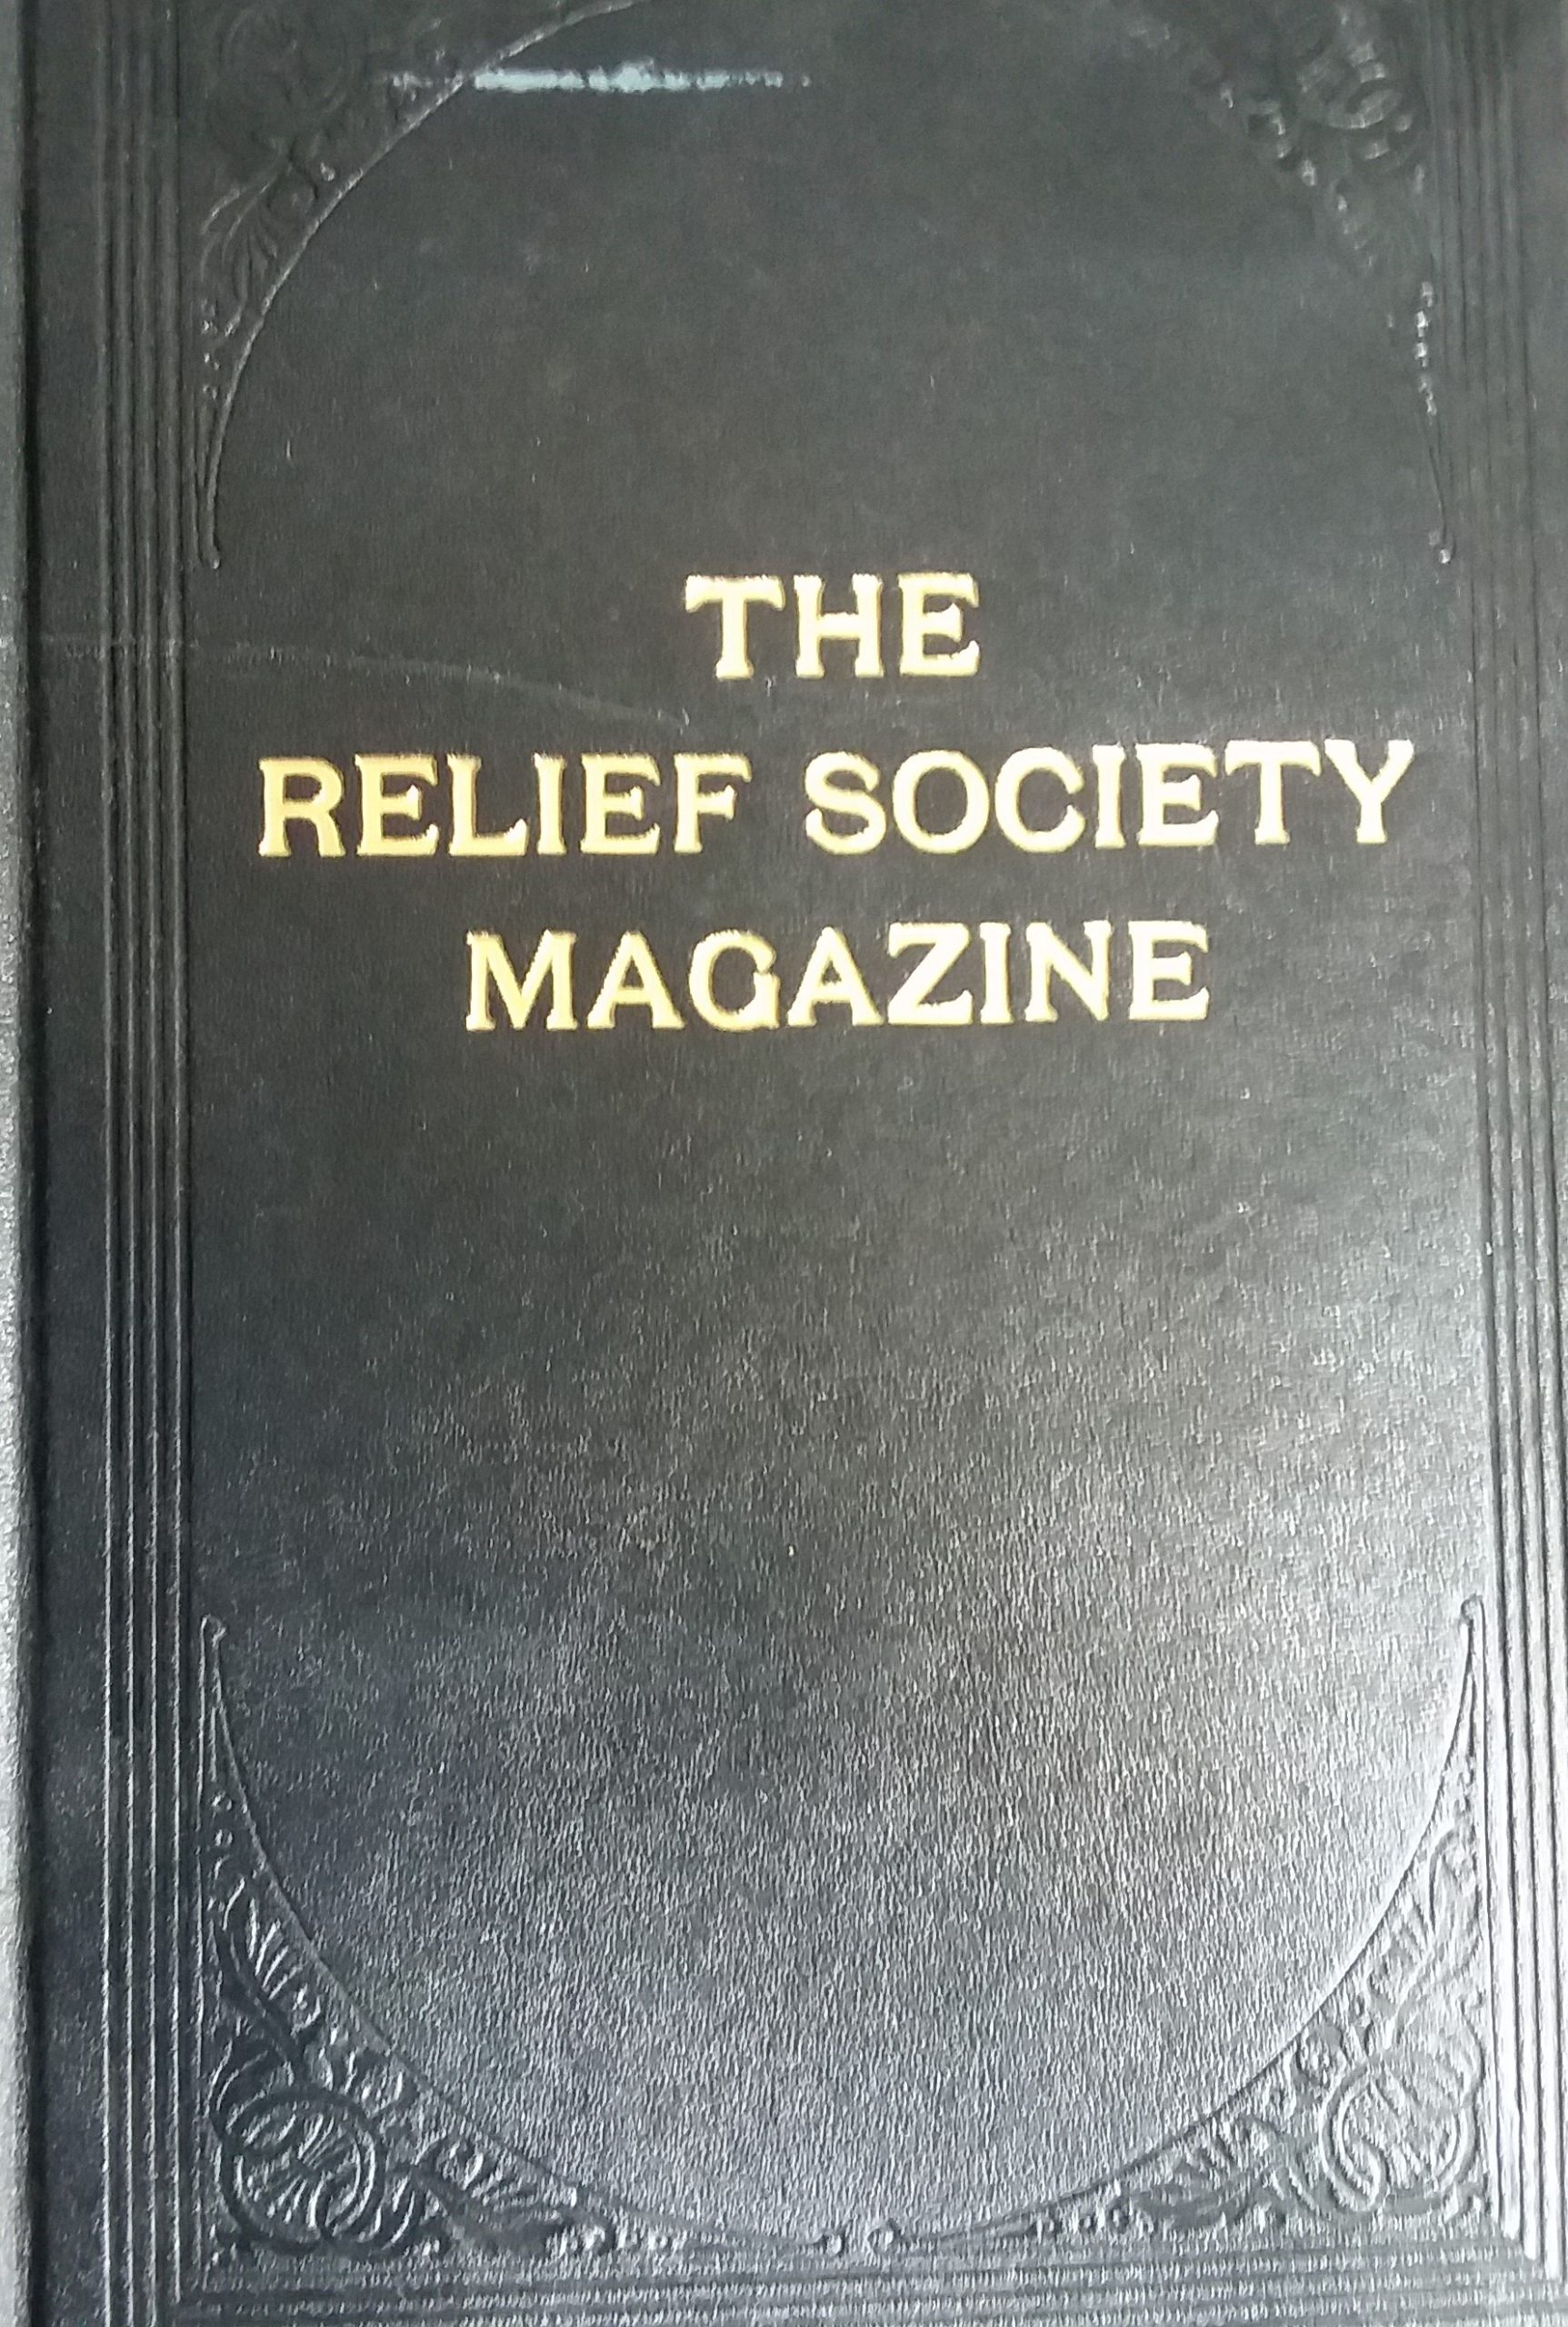 THE
RELIEF SOCIETY
MAGAZINE